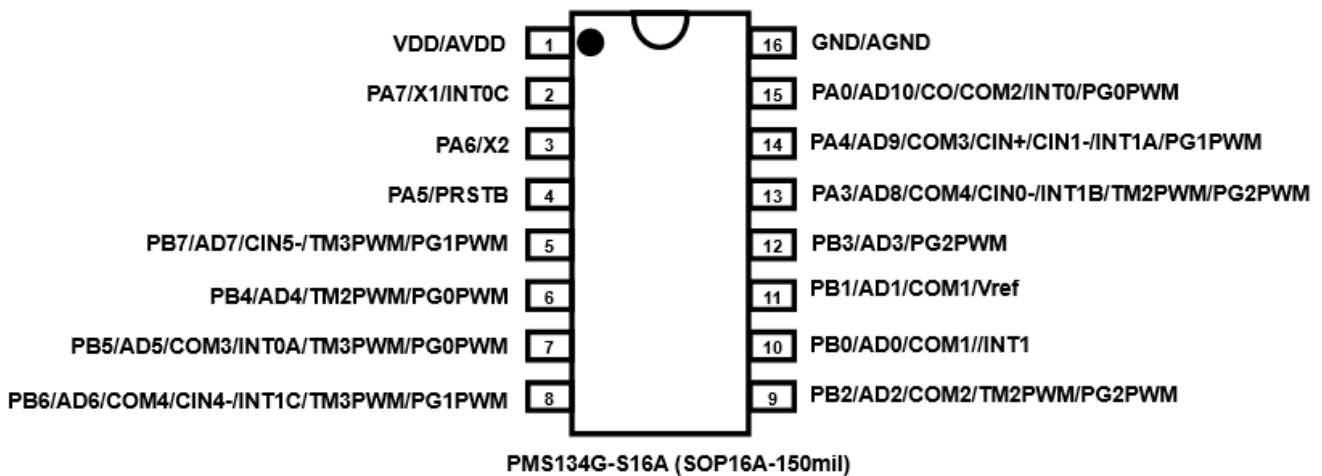 VDD/AVDD 1 16 GND/AGND
PA7/X1/INT0C 2 15 PA0/AD10/CO/COM2/INT0/PG0PWM
PA6/X2 3 14 PA4/AD9/COM3/CIN+/CIN1-/INT1A/PG1PWM
PA5/PRSTB 4 13 PA3/AD8/COM4/CIN0-/INT1B/TM2PWM/PG2PWM
PB7/AD7/CIN5-/TM3PWM/PG1PWM 5 12 PB3/AD3/PG2PWM
PB4/AD4/TM2PWM/PG0PWM 6 11 PB1/AD1/COM1/Vref
PB5/AD5/COM3/INT0A/TM3PWM/PG0PWM 7 10 PB0/AD0/COM1//INT1
PB6/AD6/COM4/CIN4-/INT1C/TM3PWM/PG1PWM 8 9 PB2/AD2/COM2/TM2PWM/PG2PWM
PMS134G-S16A (SOP16A-150mil)